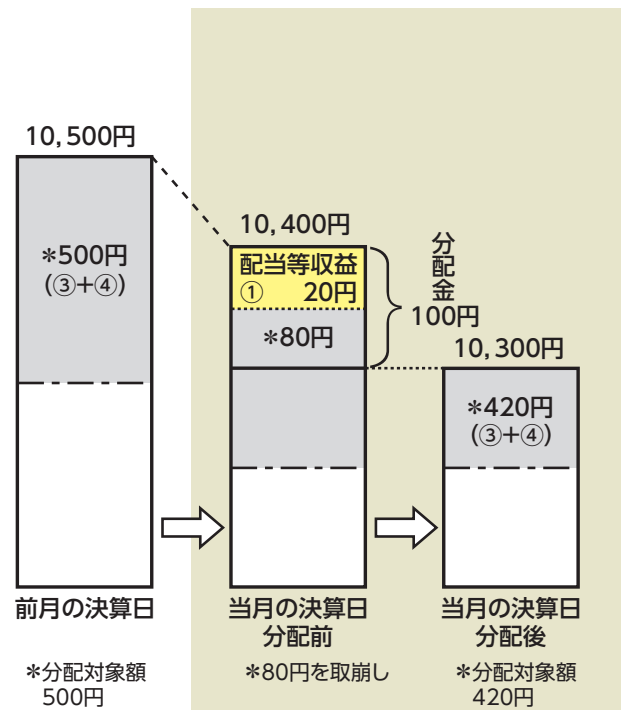 10,500円
*500円
(③+④)
10,400円
配当等収益
① 20円
*80円
分配金
100円
10,300円
*420円
(③+④)
前月の決算日
当月の決算日
分配前
当月の決算日
分配後
*分配対象額
500円
*80円を取崩し
*分配対象額
420円